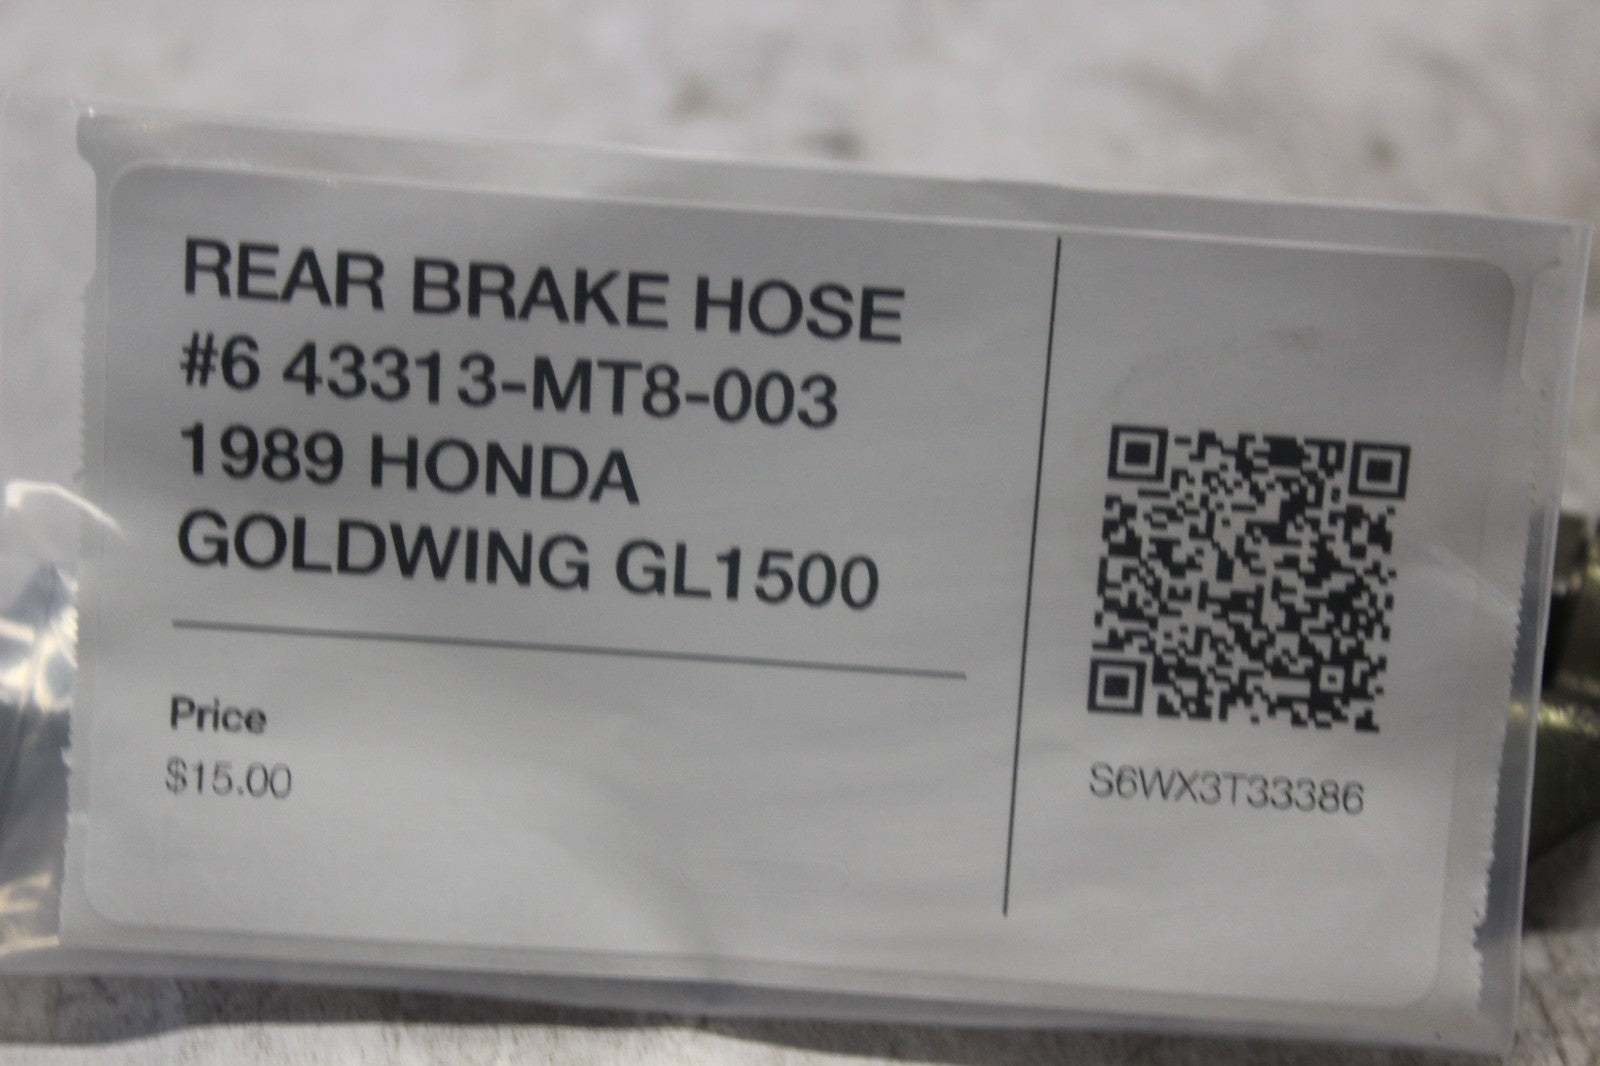 REAR BRAKE HOSE
#6 43313-MT8-003
1989 HONDA
GOLDWING GL1500
Price
$15.00
S6WX3T33386